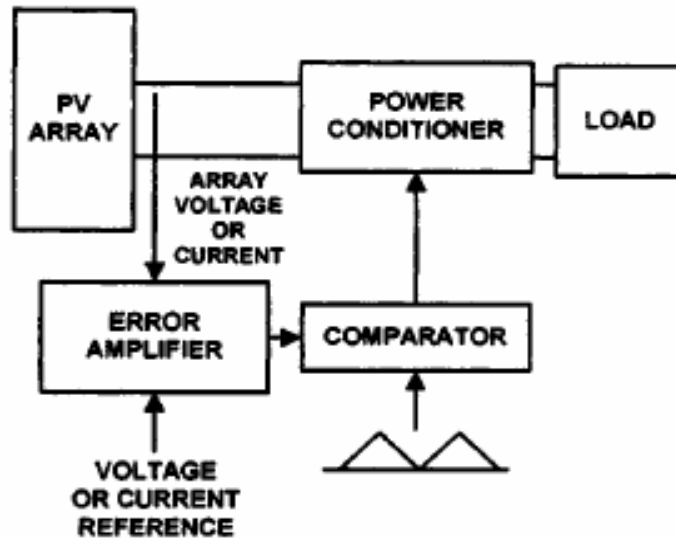 PV
ARRAY
POWER
CONDITIONER
LOAD
ARRAY
VOLTAGE
OR
CURRENT
ERROR
AMPLIFIER
COMPARATOR
VOLTAGE
OR CURRENT
REFERENCE